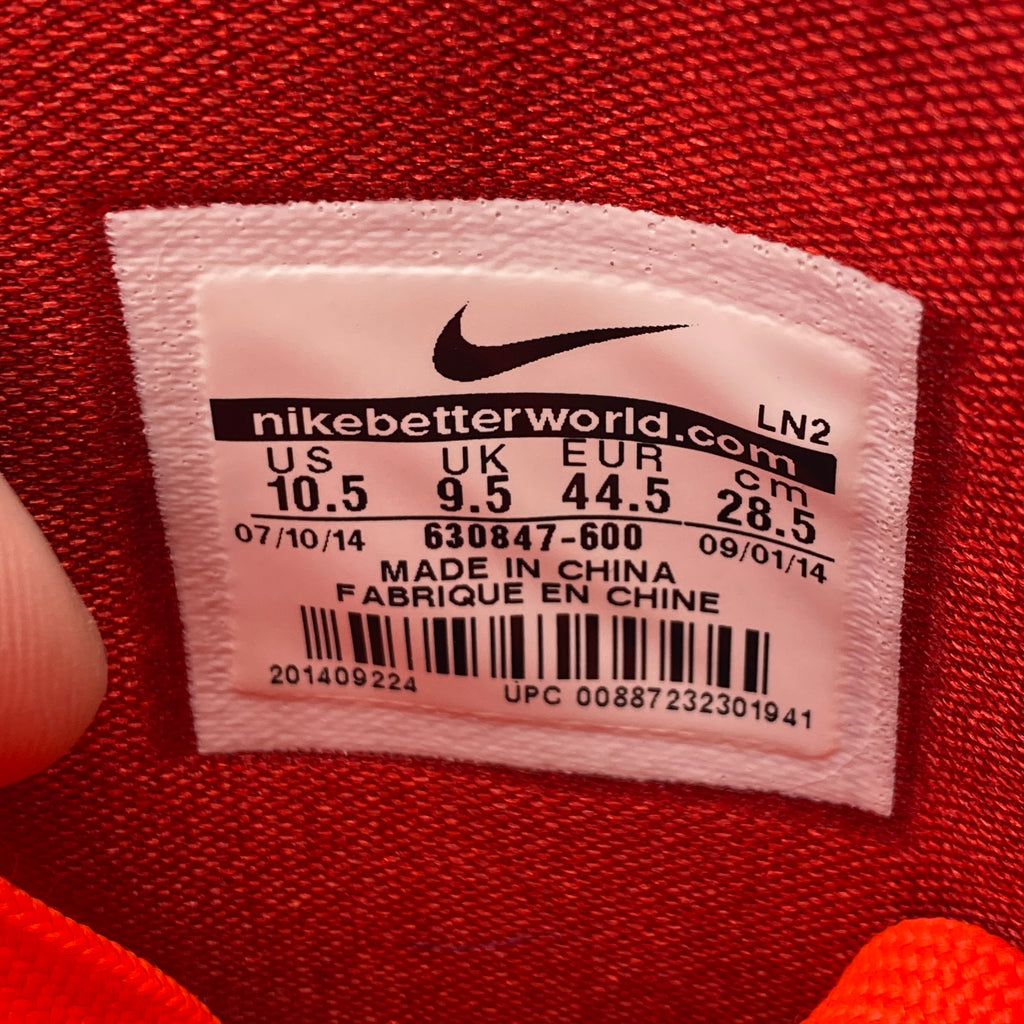 nikebetterworld.com
LN2
US UK EUR cm
10.5 9.5 44.5 28.5
07/10/14 630847-600 09/01/14
MADE IN CHINA
FABRIQUE EN CHINE
201409224 UPC 00887232301941